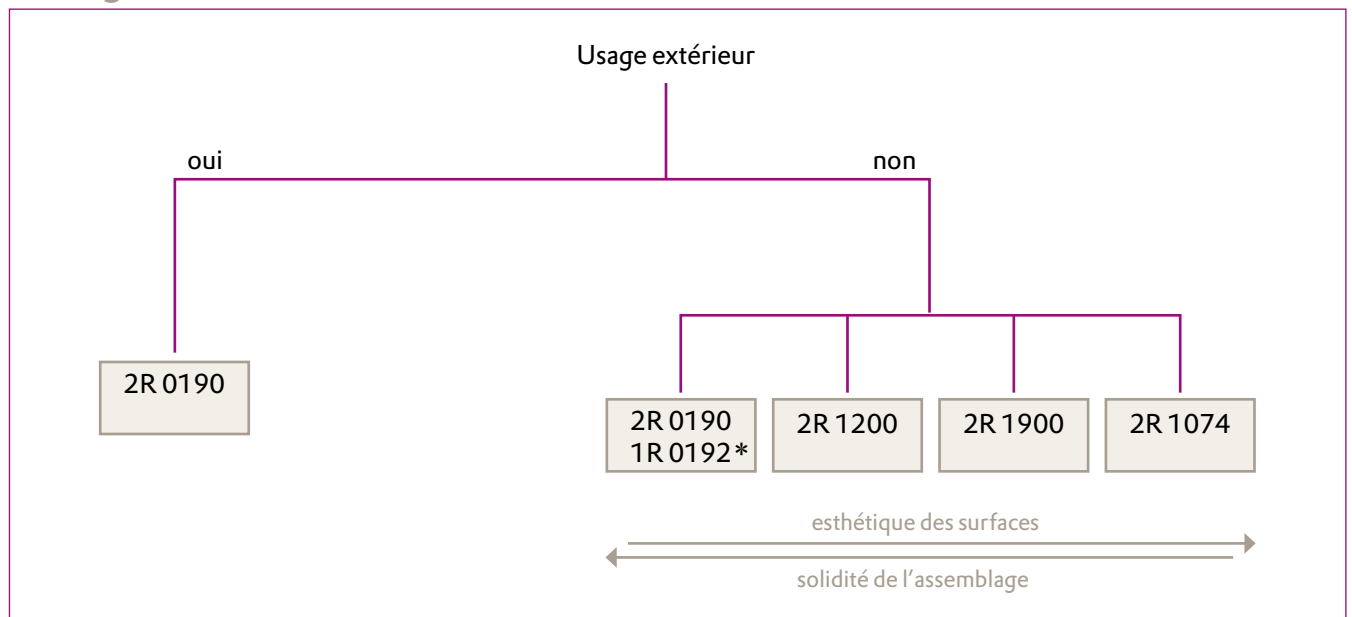 Usage extérieur
oui
non
2R 0190
2R 0190
1R 0192*
2R 1200
2R 1900
2R 1074
esthétique des surfaces
solidité de l'assemblage